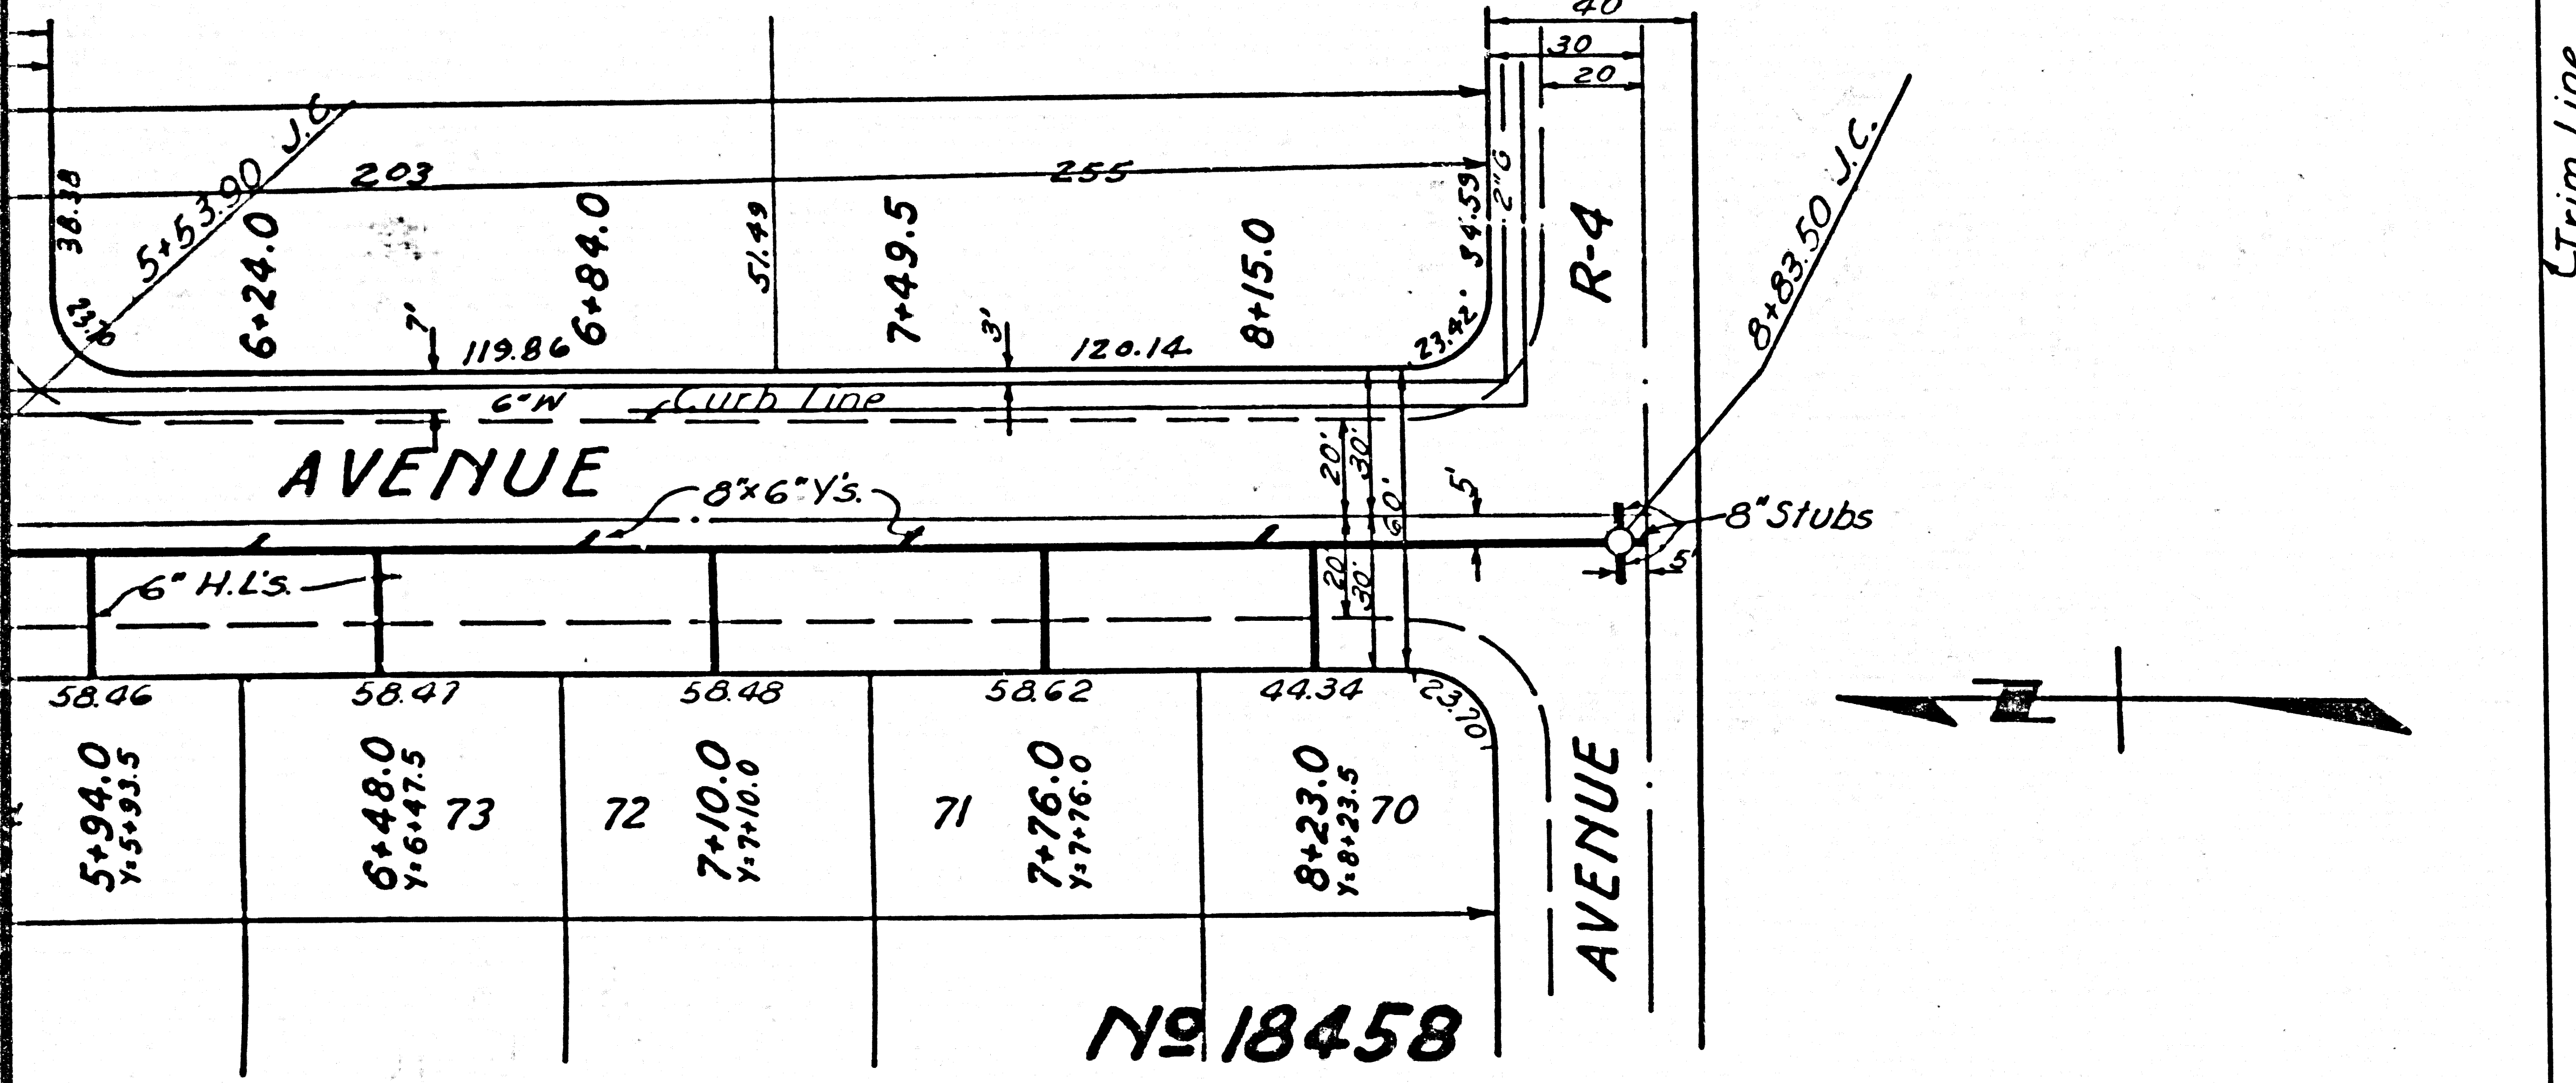 40
30
20
Trim Line
38.38
5+53.90 J.C.
203
255
6+24.0
6+84.0
51.49
7+49.5
8+15.0
34.59
2"G
R-4
8+83.50 J.C.
7'
119.86
3'
120.14
23.42
6"W
Curb Line
AVENUE
8"x6"Y's.
20'
30'
60'
5'
8"Stubs
5'
20'
30'
6" H.L's.
58.46
58.47
58.48
58.62
44.34
23.70
N
5+94.0
Y=5+93.5
6+48.0
Y=6+47.5
73
72
7+10.0
Y=7+10.0
71
7+76.0
Y=7+76.0
8+23.0
Y=8+23.5
70
AVENUE
Nº 18458